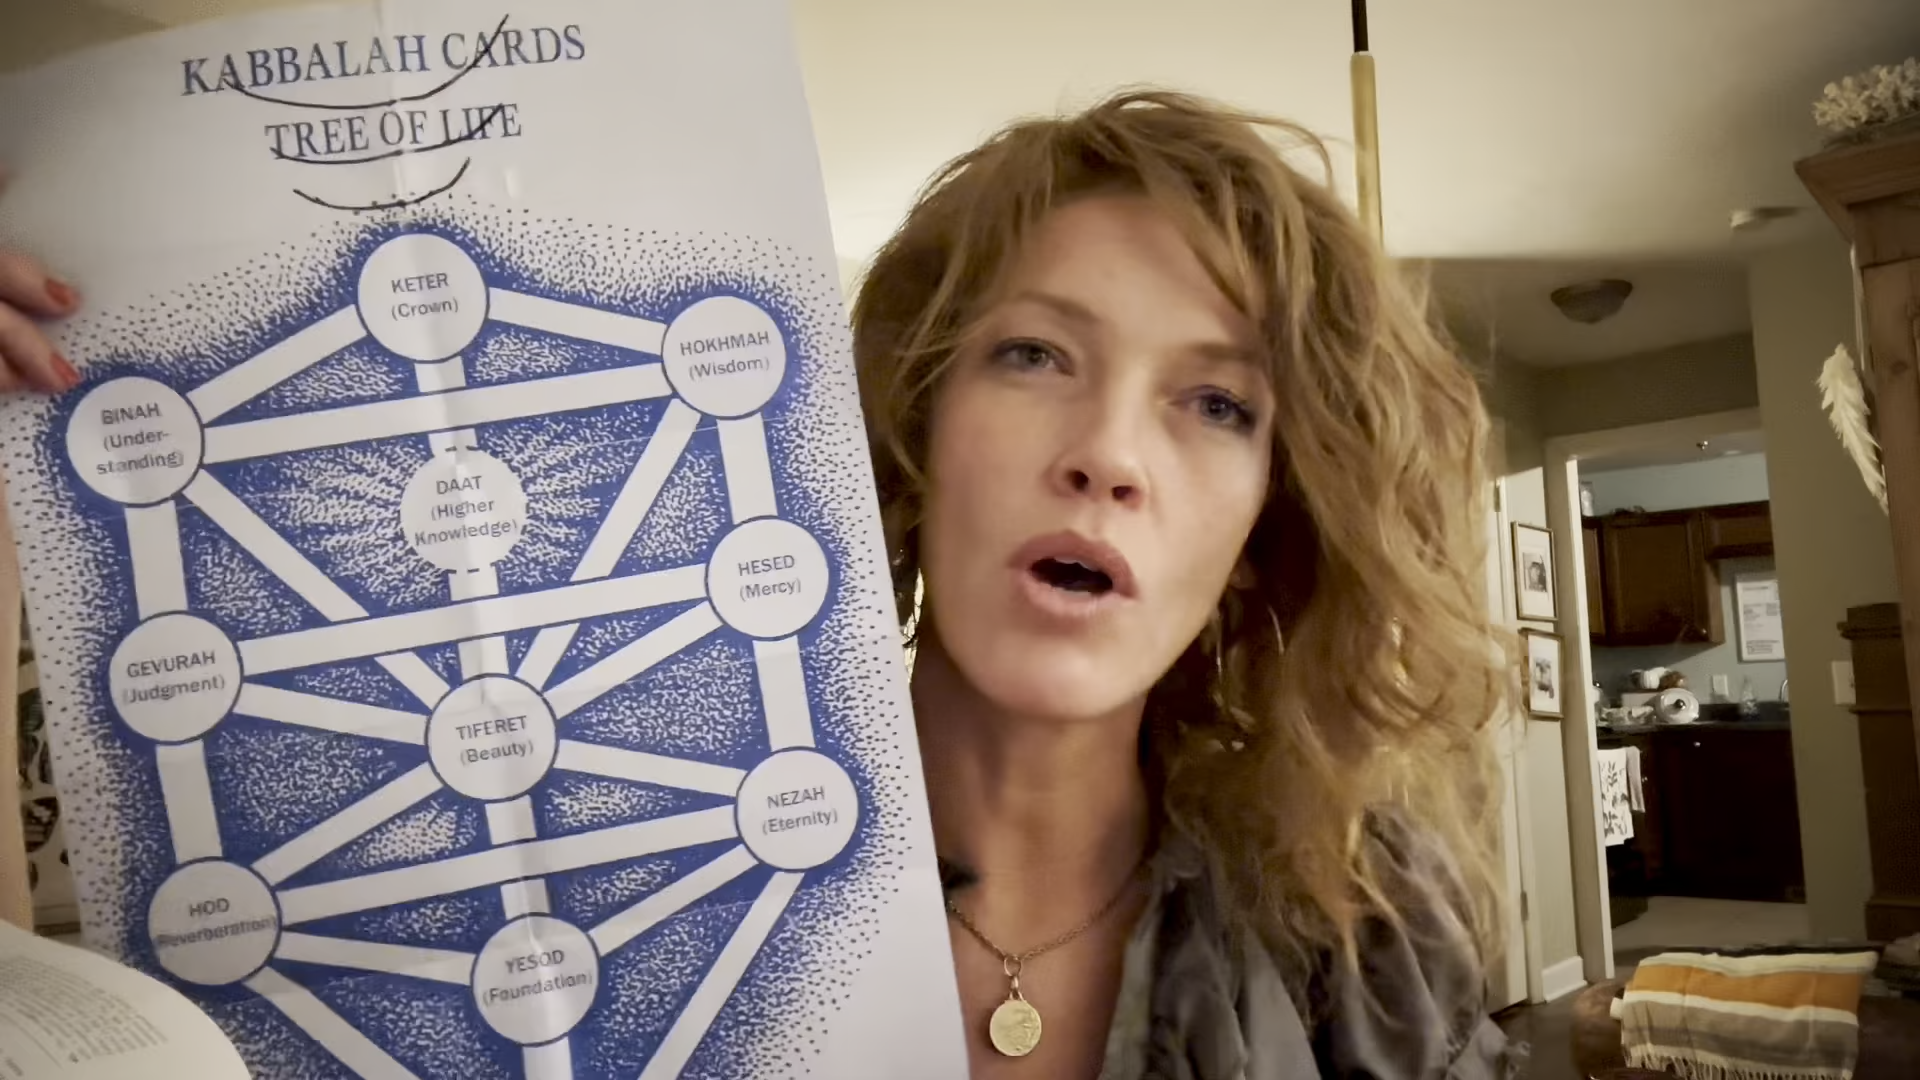 KABBALAH CARDS
TREE OF LIFE
KETER
(Crown)
HOKHMAH
(Wisdom)
BINAH
(Under-
standing)
DAAT
(Higher
Knowledge)
HESED
(Mercy)
GEVURAH
(Judgment)
TIFERET
(Beauty)
NEZAH
(Eternity)
HOD
(Reverberation)
YESOD
(Foundation)